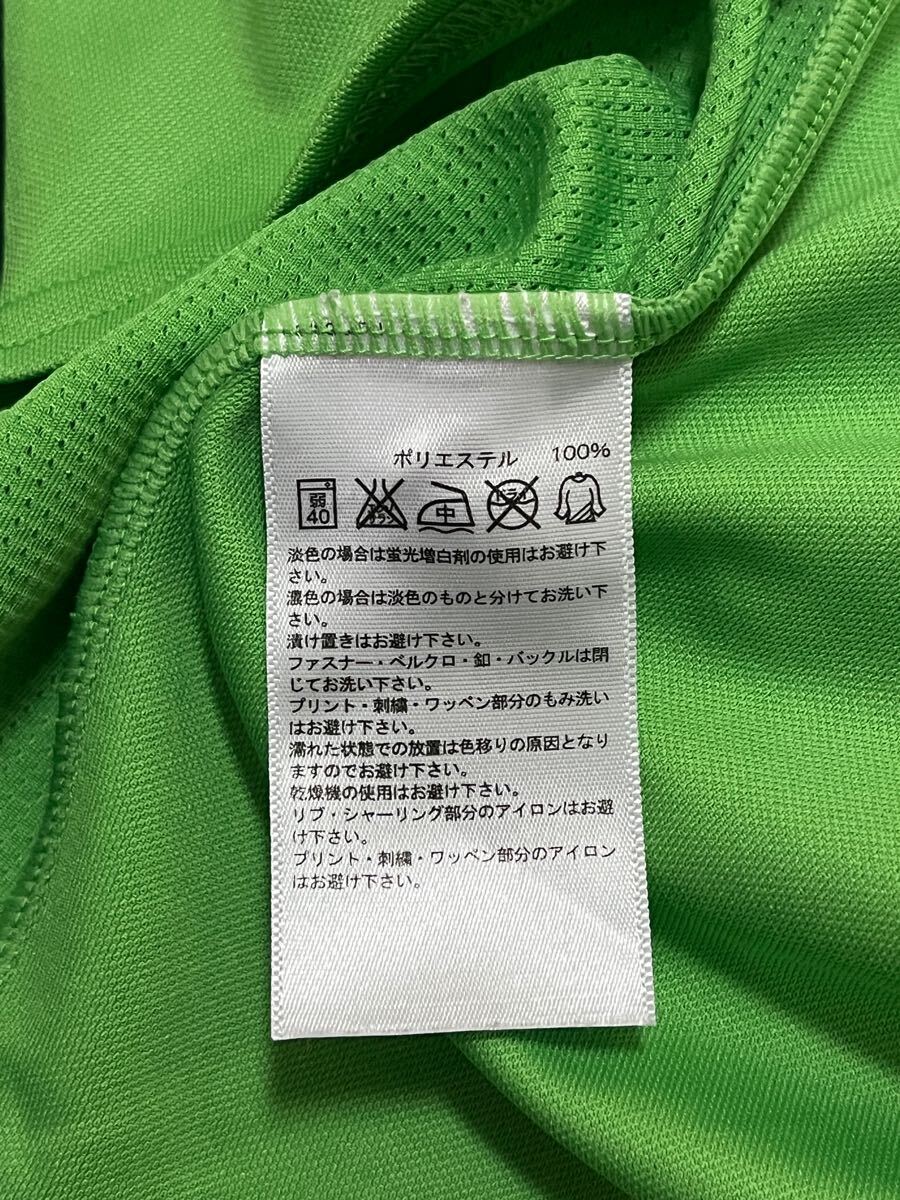 ポリエステル 100%
弱 40 エンソ サラシ 中 ドライ
淡色の場合は蛍光増白剤の使用はお避け下
さい。
濃色の場合は淡色のものと分けてお洗い下
さい。
漬け置きはお避け下さい。
ファスナー・ベルクロ・釦・バックルは閉
じてお洗い下さい。
プリント・刺繍・ワッペン部分のもみ洗い
はお避け下さい。
濡れた状態での放置は色移りの原因となり
ますのでお避け下さい。
乾燥機の使用はお避け下さい。
リブ・シャーリング部分のアイロンはお避
け下さい。
プリント・刺繍・ワッペン部分のアイロン
はお避け下さい。